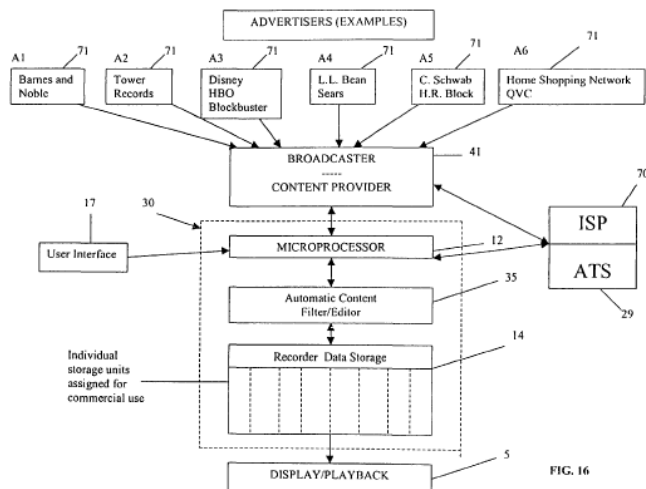 ADVERTISERS (EXAMPLES)
A1 71 A2 71 A3 71 A4 71 A5 71 A6 71
Barnes and
Noble
Tower
Records
Disney
HBO
Blockbuster
L.L. Bean
Sears
C. Schwab
H.R. Block
Home Shopping Network
QVC
BROADCASTER
-----
CONTENT PROVIDER
41
17
30
70
User Interface
MICROPROCESSOR
12
ISP
ATS
29
Automatic Content
Filter/Editor
35
Recorder Data Storage
14
Individual
storage units
assigned for
commercial use
DISPLAY/PLAYBACK
5
FIG. 16